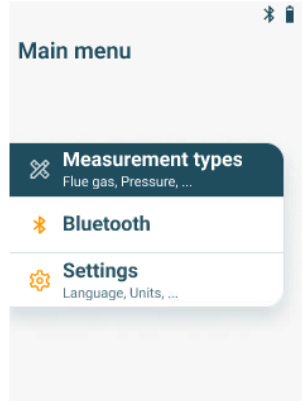 Main menu
Measurement types
Flue gas, Pressure, ...
Bluetooth
Settings
Language, Units, ...